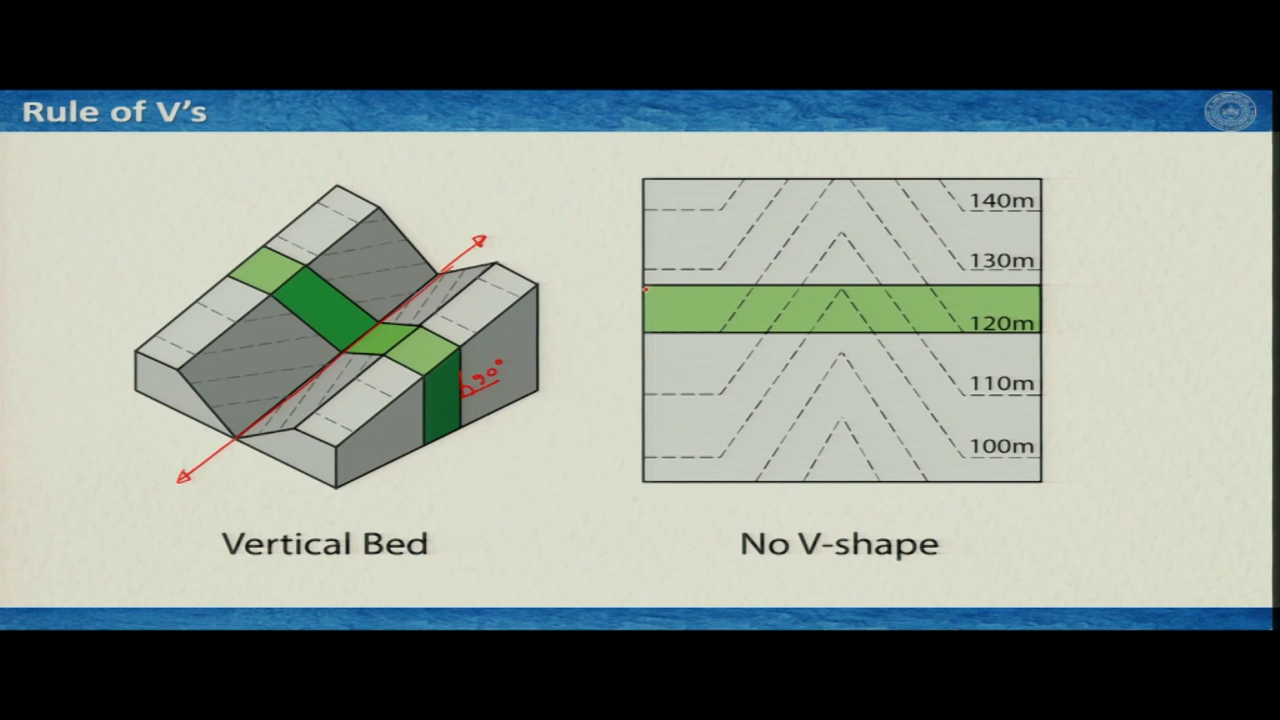 Rule of V's
140m
130m
120m
110m
100m
90°
Vertical Bed
No V-shape